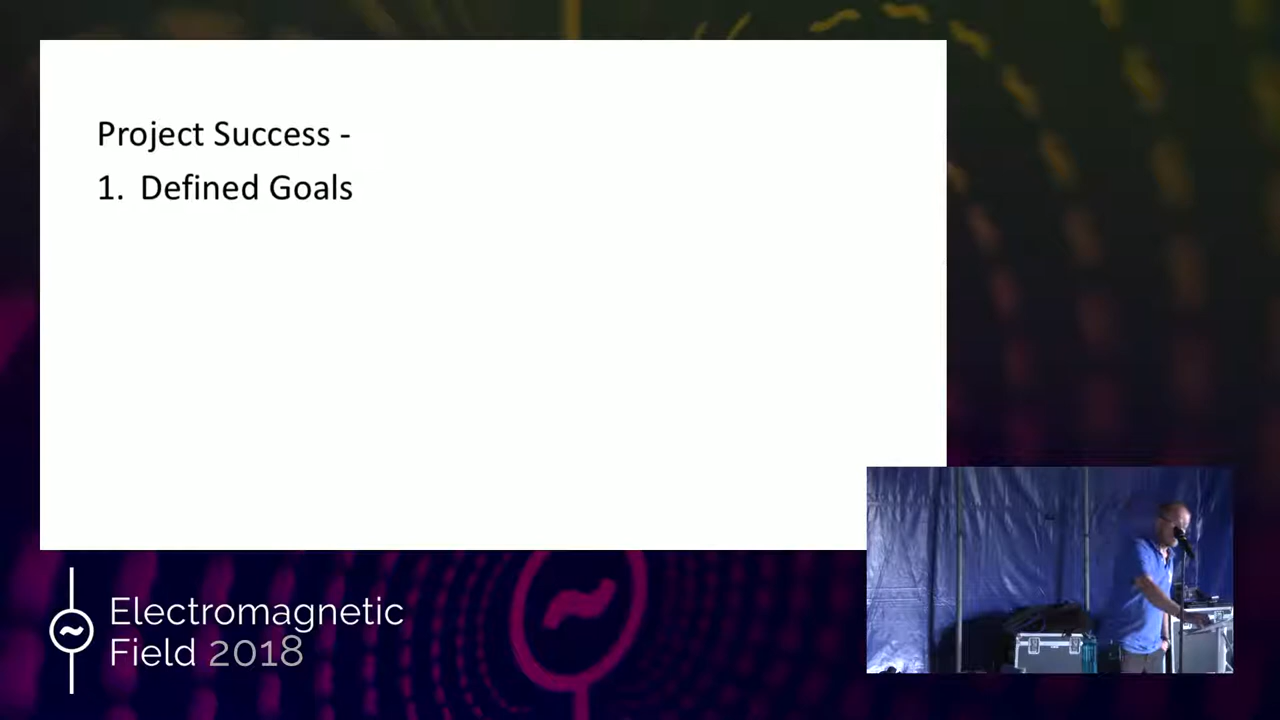 Project Success -
1. Defined Goals
Electromagnetic
Field 2018